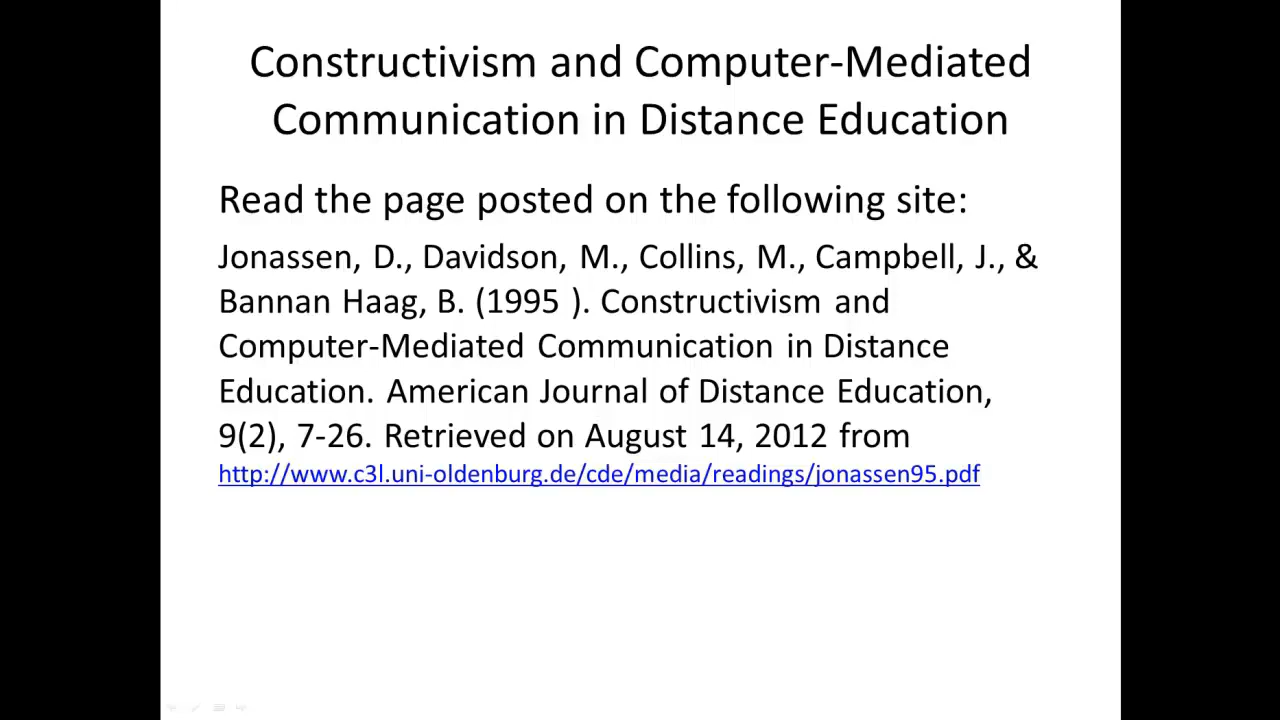 Constructivism and Computer-Mediated
Communication in Distance Education
Read the page posted on the following site:
Jonassen, D., Davidson, M., Collins, M., Campbell, J., &
Bannan Haag, B. (1995 ). Constructivism and
Computer-Mediated Communication in Distance
Education. American Journal of Distance Education,
9(2), 7-26. Retrieved on August 14, 2012 from
http://www.c3l.uni-oldenburg.de/cde/media/readings/jonassen95.pdf